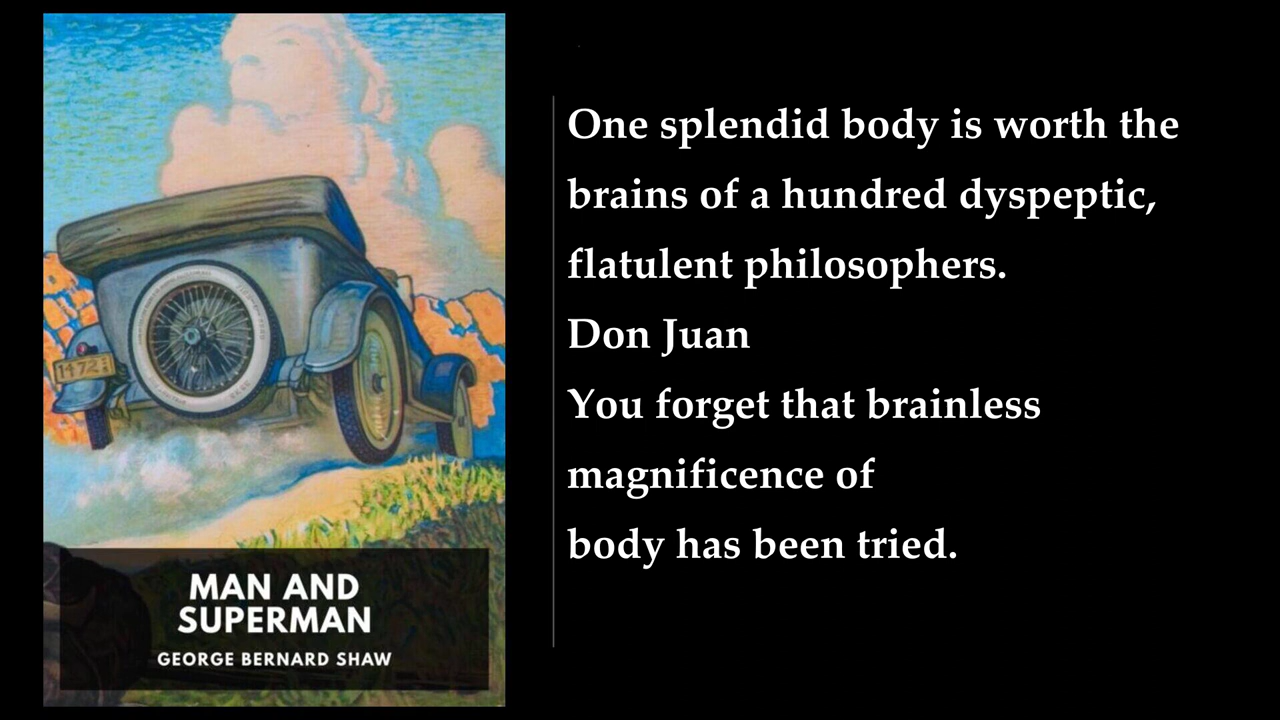 One splendid body is worth the
brains of a hundred dyspeptic,
flatulent philosophers.
Don Juan
You forget that brainless
magnificence of
body has been tried.
1472
MAN AND
SUPERMAN
GEORGE BERNARD SHAW